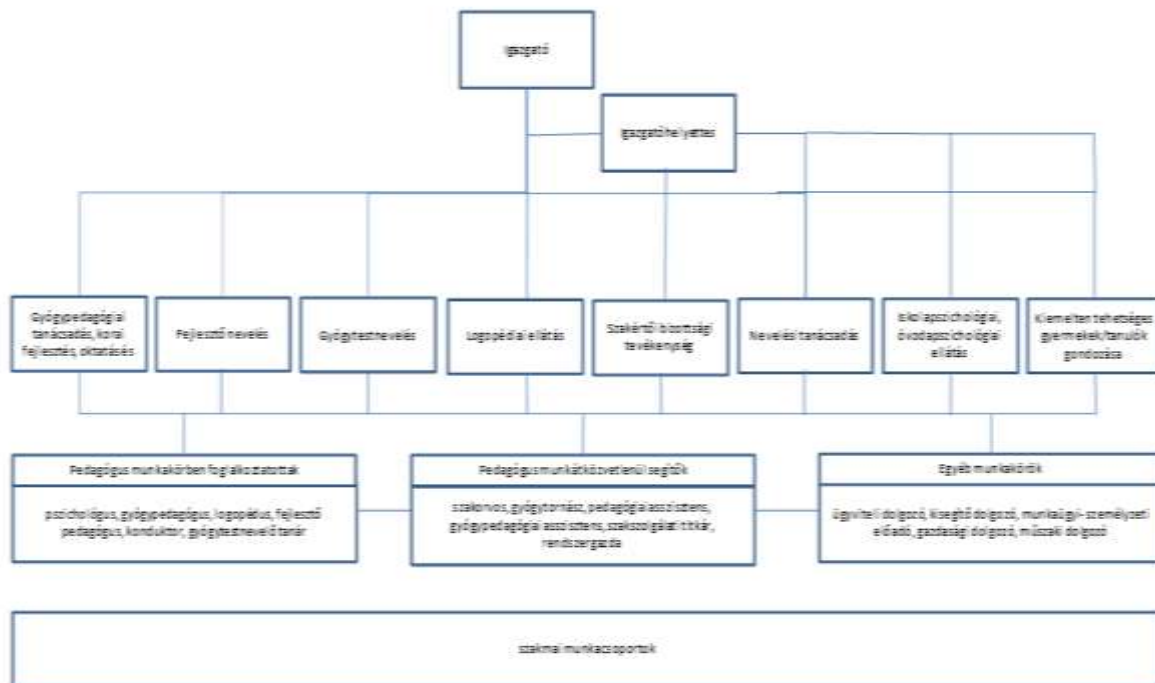 Igazgató
Igazgatóhelyettes
Gyógypedagógiai
tanácsadás, korai
fejlesztés, oktatás és
Fejlesztő nevelés
Gyógytestnevelés
Logopédiai ellátás
Szakértői bizottsági
tevékenység
Nevelés tanácsadás
Iskolapszichológiai,
óvodapszichológiai
ellátás
Kiemelten tehetséges
gyermekek/tanulók
gondozása
Pedagógus munkakörben foglalkoztatottak
pszichológus, gyógypedagógus, logopédus, fejlesztő
pedagógus, konduktor, gyógytestnevelő tanár
Pedagógus munkát közvetlenül segítők
szakorvos, gyógytornász, pedagógiai asszisztens,
gyógypedagógiai asszisztens, szakszolgálati titkár,
rendszergazda
Egyéb munkakörök
ügyviteli dolgozó, kisegítő dolgozó, munkaügyi-személyzeti
előadó, gazdasági dolgozó, műszaki dolgozó
szakmai munkacsoportok